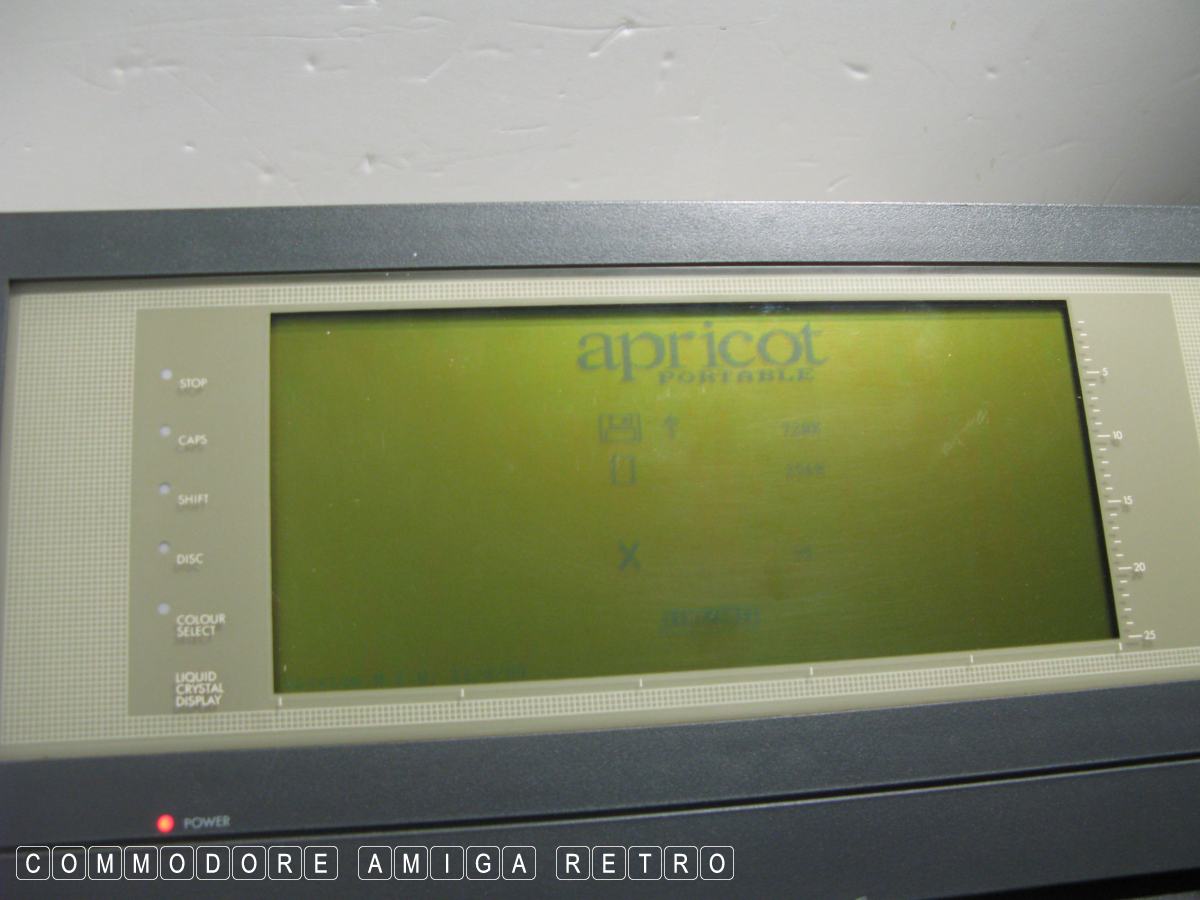 apricot
PORTABLE
720K
STOP
CAPS
SHIFT
DISC
COLOUR
SELECT
LIQUID
CRYSTAL
DISPLAY
5
10
15
20
25
POWER
COMMODORE AMIGA RETRO